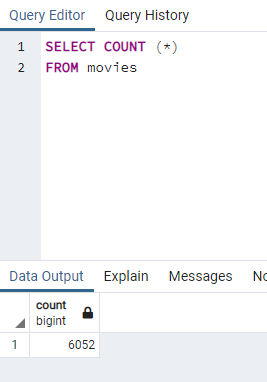 Query Editor Query History
1 SELECT COUNT (*)
2 FROM movies
Data Output Explain Messages No
count
bigint
1 6052